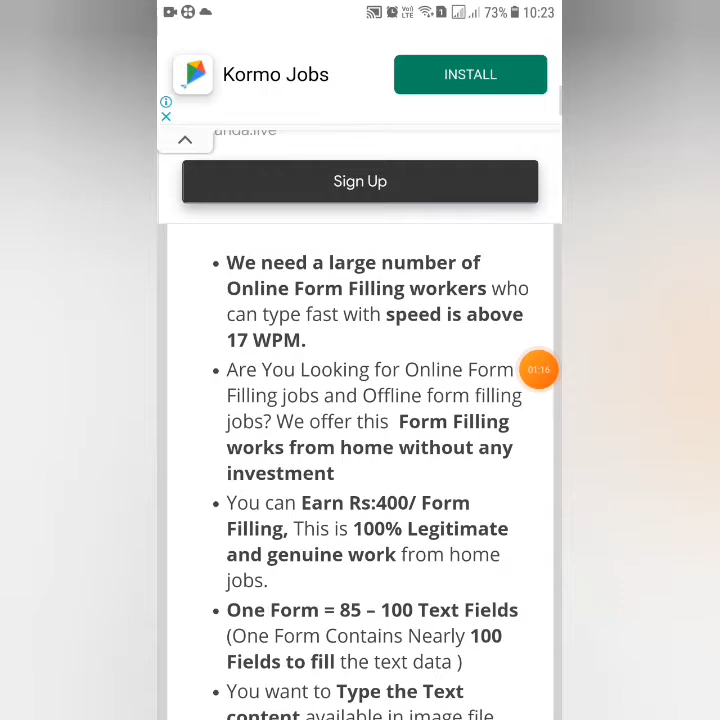 Vo)) LTE 1 73% 10:23
Kormo Jobs
INSTALL
unda.live
Sign Up
• We need a large number of
Online Form Filling workers who
can type fast with speed is above
17 WPM.
• Are You Looking for Online Form
Filling jobs and Offline form filling
jobs? We offer this Form Filling
works from home without any
investment
01:16
• You can Earn Rs:400/ Form
Filling, This is 100% Legitimate
and genuine work from home
jobs.
• One Form = 85 – 100 Text Fields
(One Form Contains Nearly 100
Fields to fill the text data )
• You want to Type the Text
content available in image file